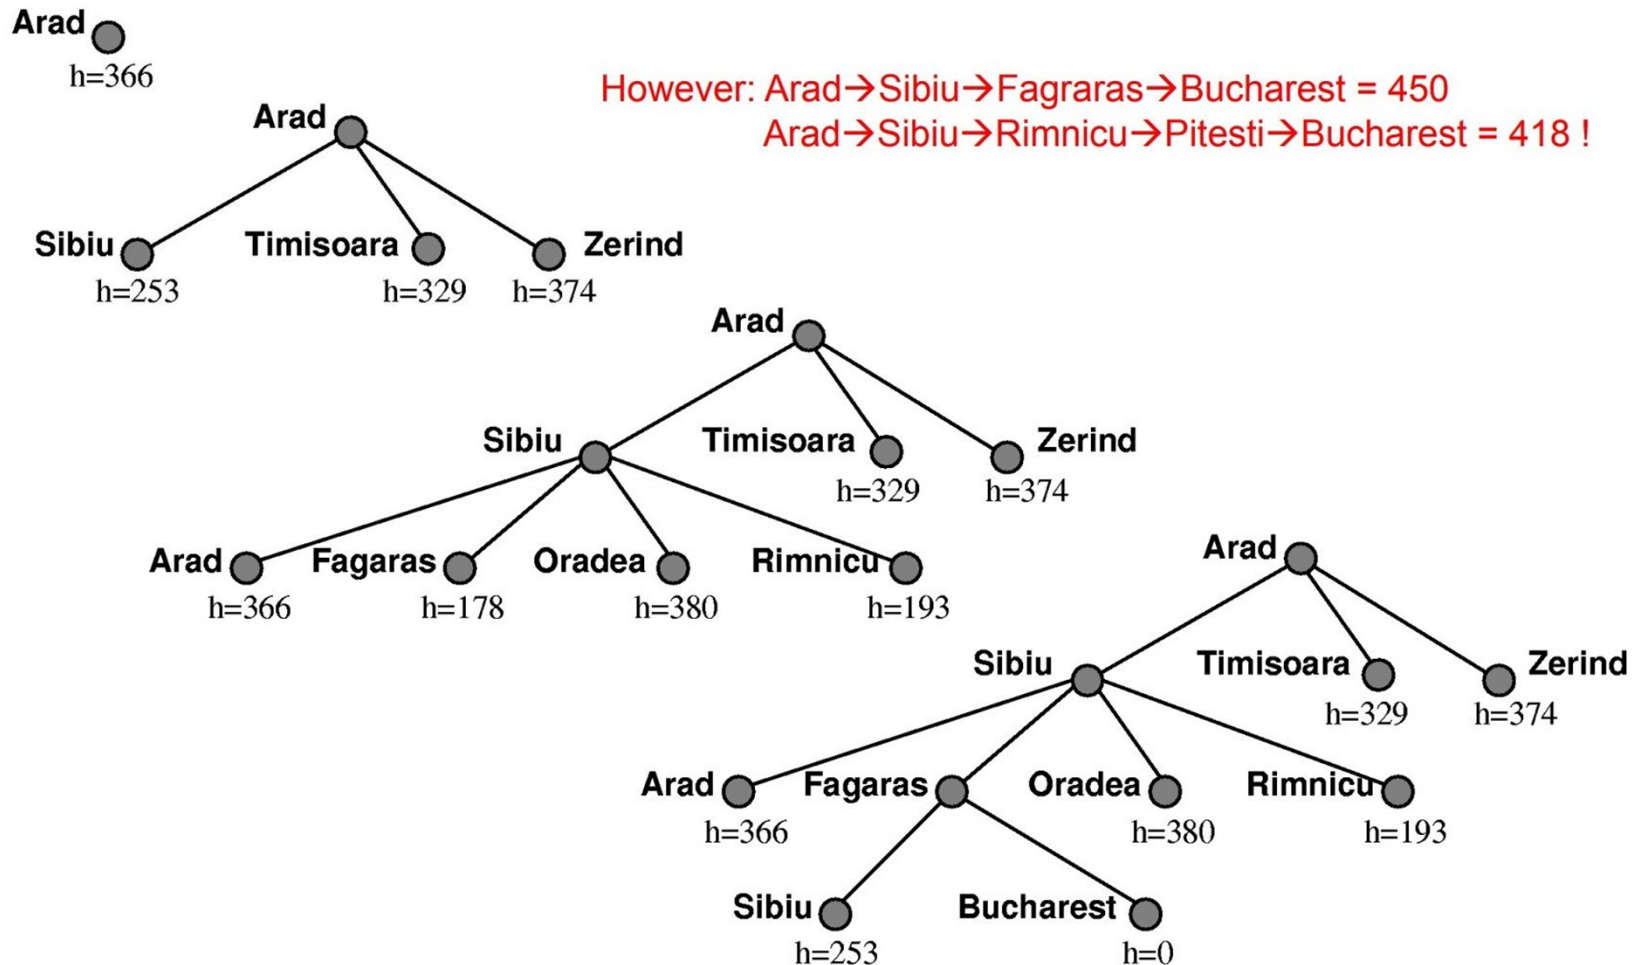 Arad
h=366
However: Arad→Sibiu→Fagraras→Bucharest = 450
Arad→Sibiu→Rimnicu→Pitesti→Bucharest = 418 !
Arad
Sibiu
Timisoara
Zerind
h=253
h=329
h=374
Arad
Sibiu
Timisoara
Zerind
h=329
h=374
Arad
Fagaras
Oradea
Rimnicu
h=366
h=178
h=380
h=193
Arad
Sibiu
Timisoara
Zerind
h=329
h=374
Arad
Fagaras
Oradea
Rimnicu
h=366
h=380
h=193
Sibiu
Bucharest
h=253
h=0